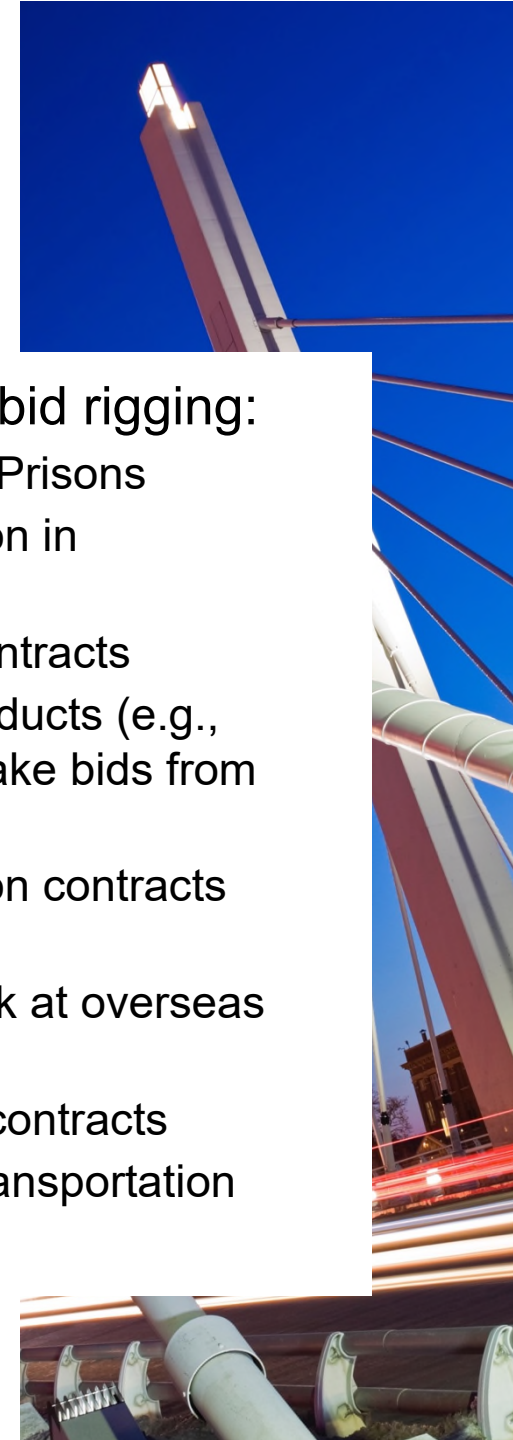 bid rigging:
Prisons
on in
ntracts
ducts (e.g.,
ake bids from
on contracts
k at overseas
contracts
ansportation